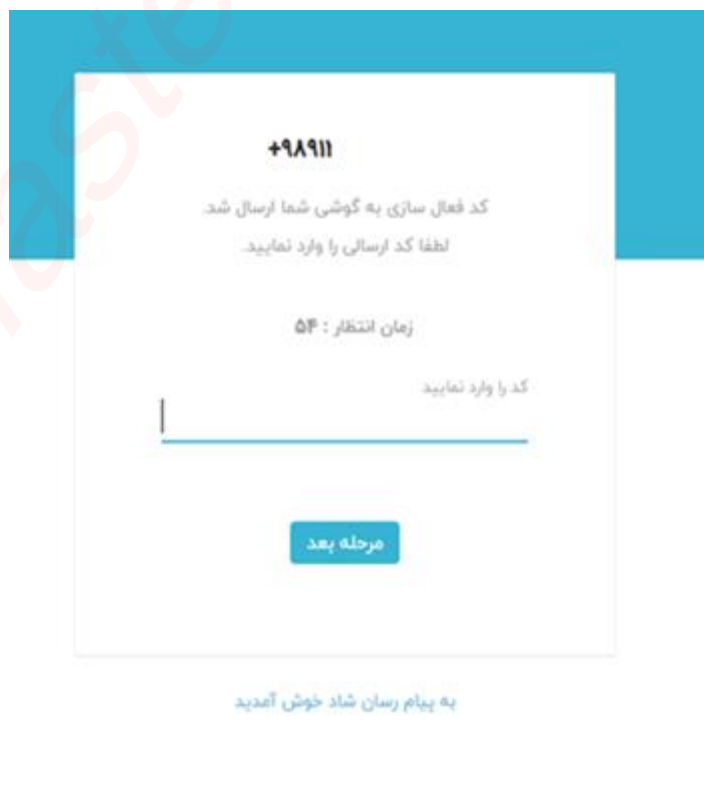 +۹۸۹۱۱
کد فعال سازی به گوشی شما ارسال شد.
لطفا کد ارسالی را وارد نمایید.
زمان انتظار : ۵۴
کد را وارد نمایید
مرحله بعد
به پیام رسان شاد خوش آمدید